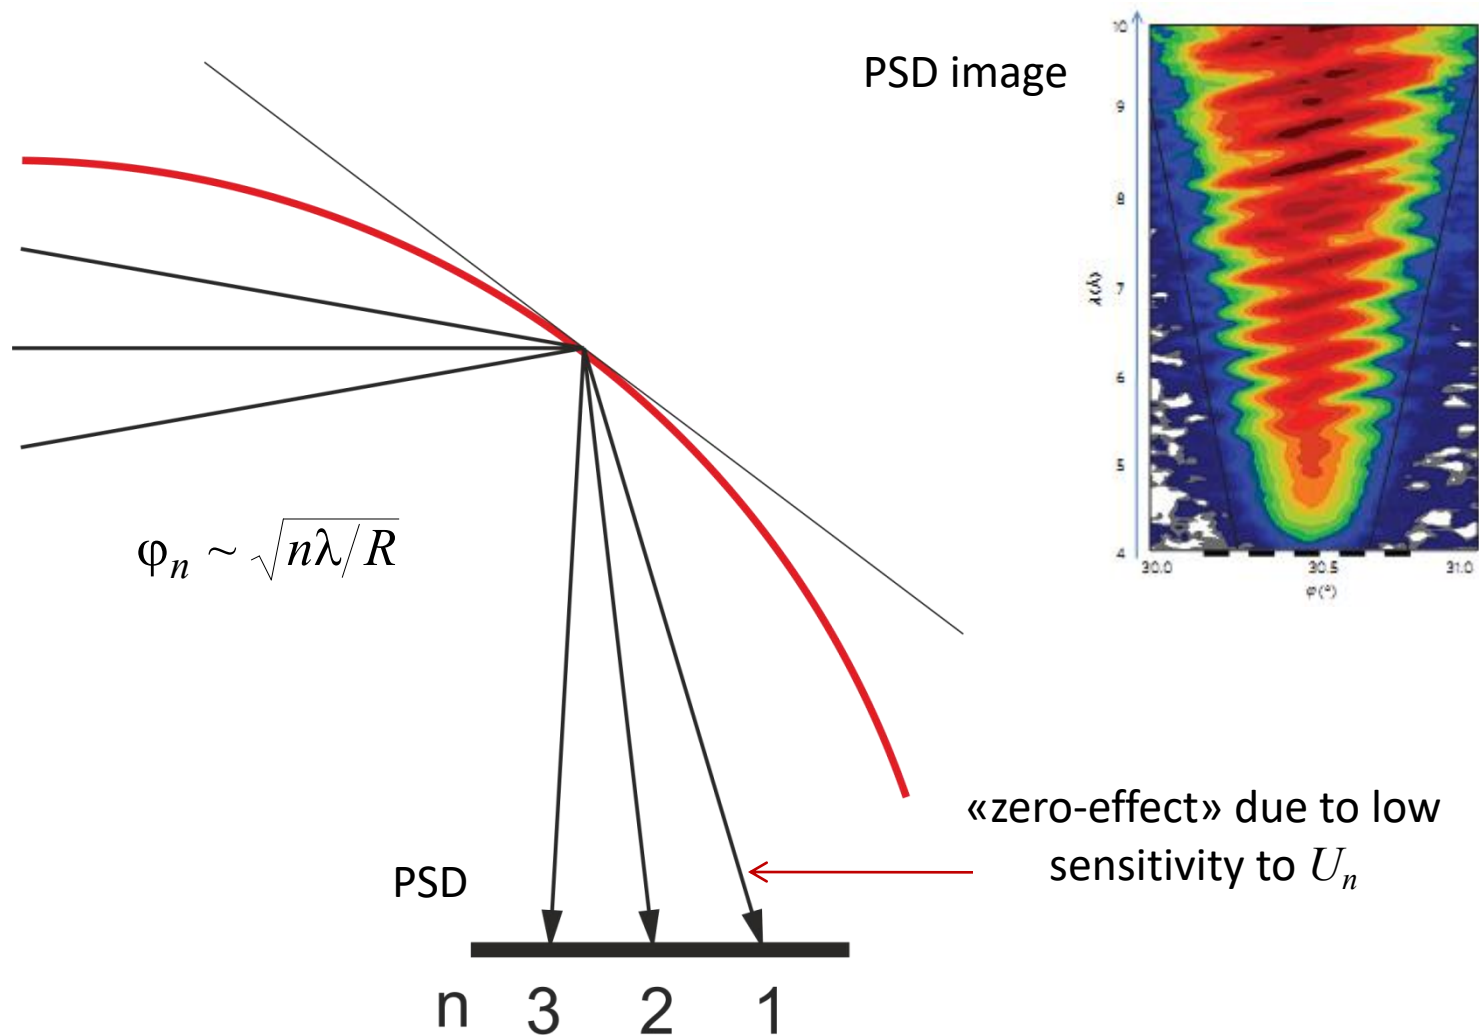 PSD image
10
9
8
7
6
5
4
λ(Å)
30.0 30.5 31.0
φ(°)
φₙ ~ √nλ/R
«zero-effect» due to low
sensitivity to Uₙ
PSD
n 3 2 1